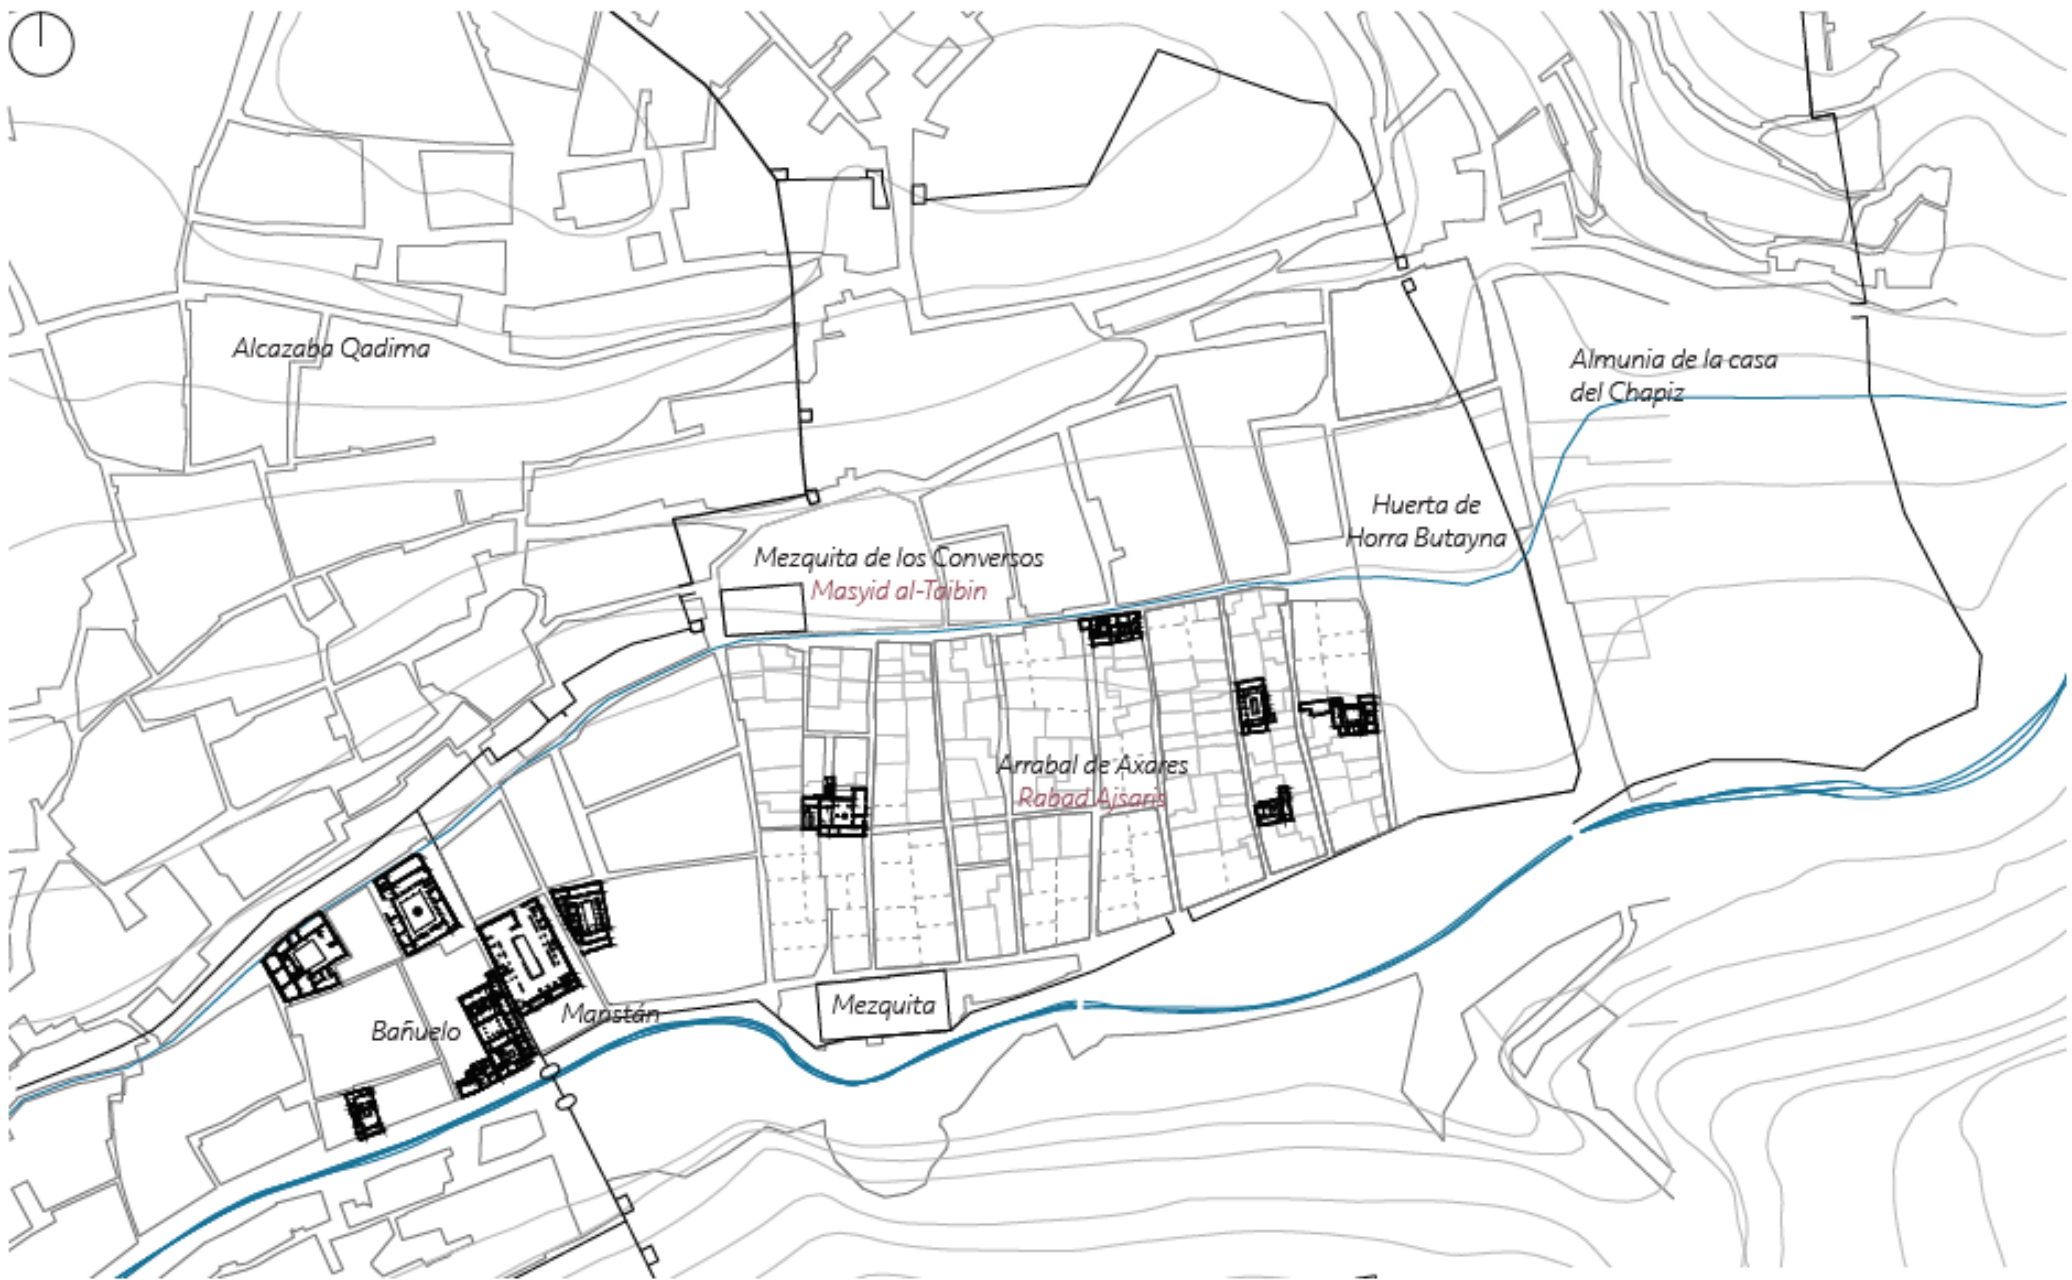 Alcazaba Qadima
Almunia de la casa
del Chapiz
Huerta de
Horra Butayna
Mezquita de los Conversos
Masyid al-Taibin
Arrabal de Axares
Rabad Ajsaris
Mezquita
Maristán
Bañuelo